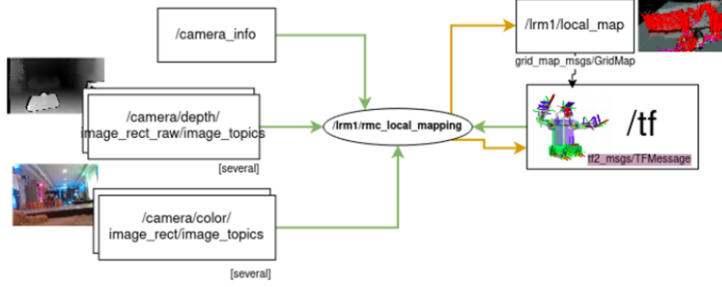 /camera_info
/lrm1/local_map
grid_map_msgs/GridMap
/camera/depth/
image_rect_raw/image_topics
[several]
/lrm1/rmc_local_mapping
/tf
tf2_msgs/TFMessage
/camera/color/
image_rect/image_topics
[several]